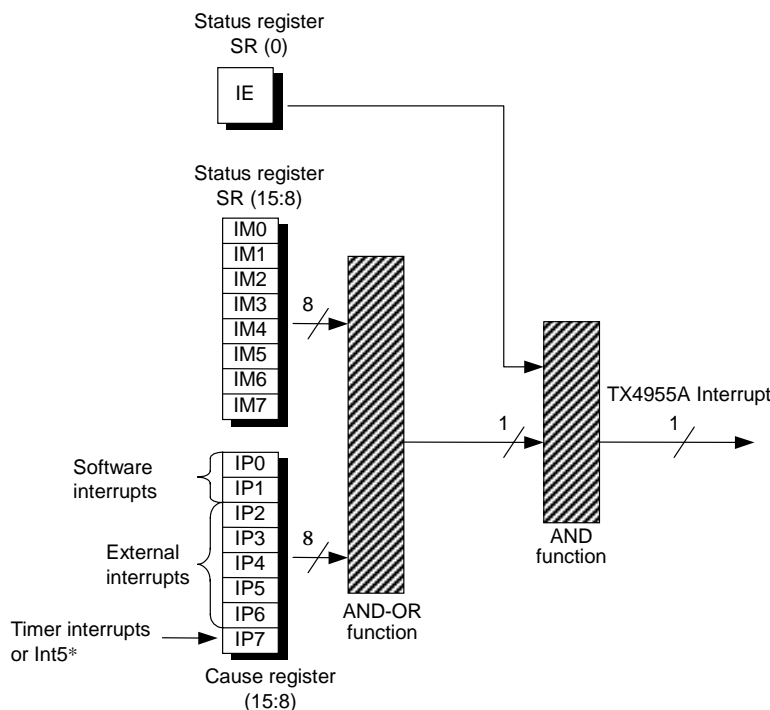 Status register
SR (0)
IE
Status register
SR (15:8)
IM0
IM1
IM2
IM3
IM4
IM5
IM6
IM7
8
TX4955A Interrupt
1
1
Software
interrupts
IP0
IP1
IP2
IP3
IP4
IP5
IP6
IP7
External
interrupts
8
AND
function
AND-OR
function
Timer interrupts
or Int5*
Cause register
(15:8)